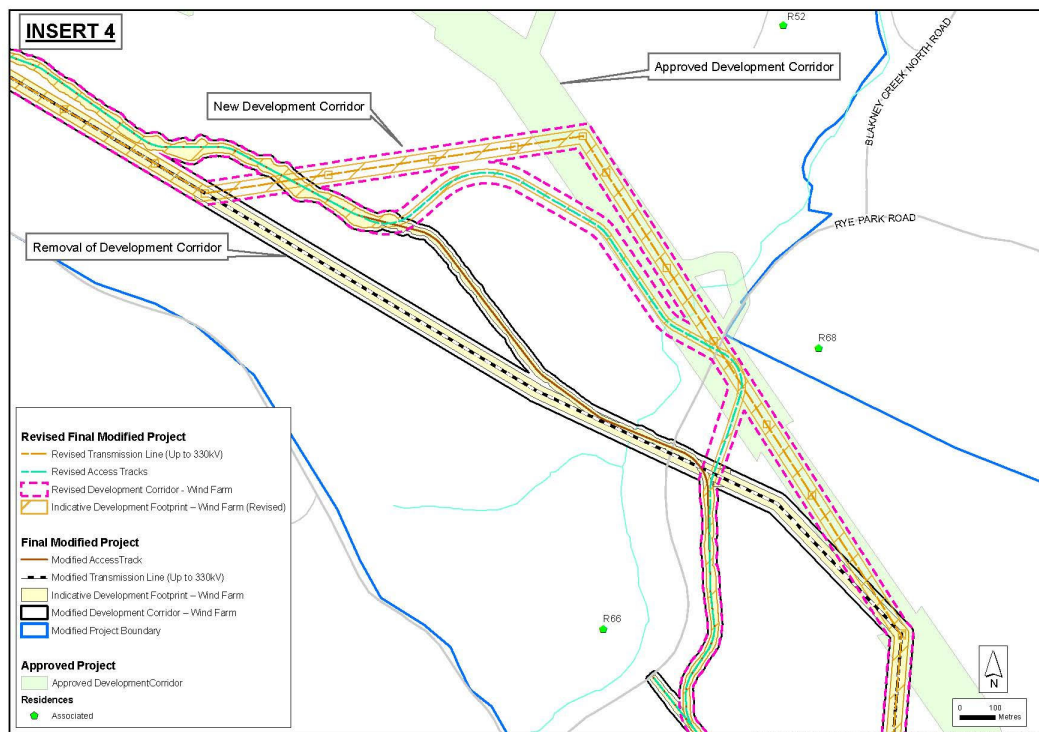 INSERT 4
R52
Approved Development Corridor
BLAKNEY CREEK NORTH ROAD
New Development Corridor
RYE PARK ROAD
Removal of Development Corridor
R68
Revised Final Modified Project
Revised Transmission Line (Up to 330kV)
Revised Access Tracks
Revised Development Corridor - Wind Farm
Indicative Development Footprint – Wind Farm (Revised)
Final Modified Project
Modified AccessTrack
Modified Transmission Line (Up to 330kV)
Indicative Development Footprint – Wind Farm
Modified Development Corridor – Wind Farm
Modified Project Boundary
R66
Approved Project
Approved DevelopmentCorridor
Residences
Associated
N
0 100
Metres